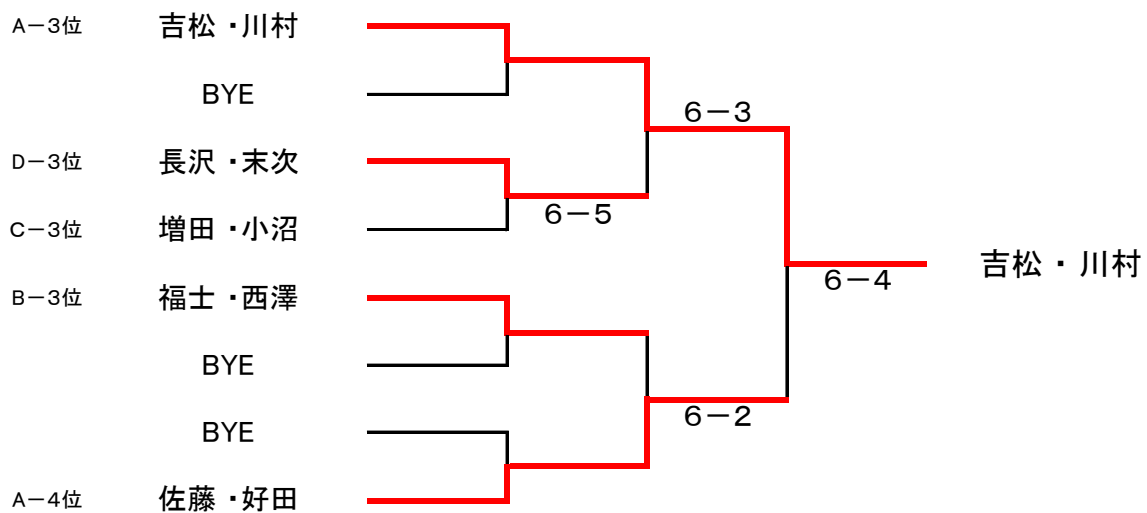 A－3位 吉松・川村
BYE
6－3
D－3位 長沢・末次
6－5
C－3位 増田・小沼
吉松・川村
6－4
B－3位 福士・西澤
BYE
6－2
BYE
A－4位 佐藤・好田